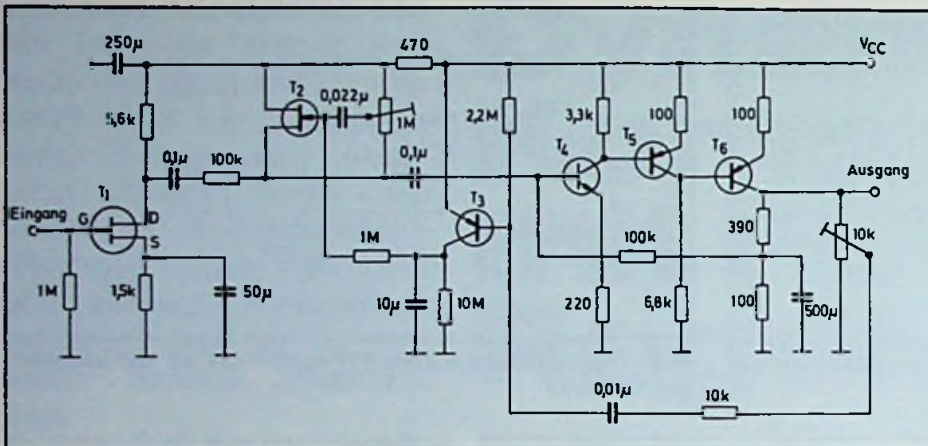 250μ
470
VCC
T2
0,022μ
1M
2,2M
3,3k
100
100
5,6k
0,1μ
100k
0,1μ
T4
T5
T6
Ausgang
T1
Eingang
G
D
S
T3
1M
100k
390
10k
1M
1,5k
50μ
10μ
10M
220
6,8k
100
500μ
0,01μ
10k